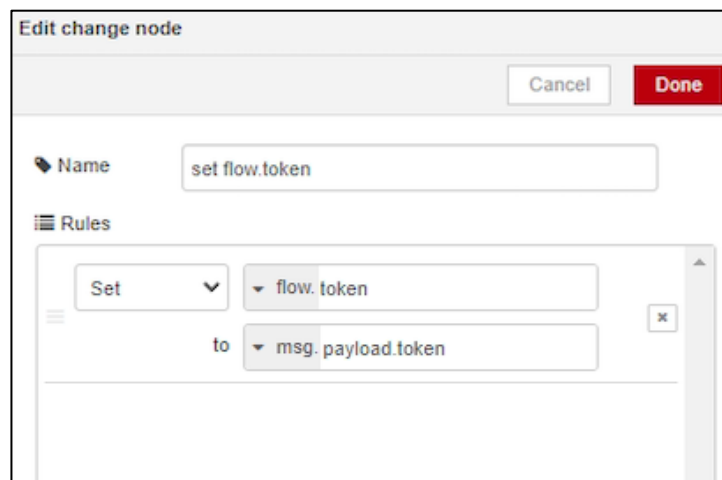 Edit change node
Cancel Done
Name set flow.token
Rules
Set flow. token
to msg. payload.token